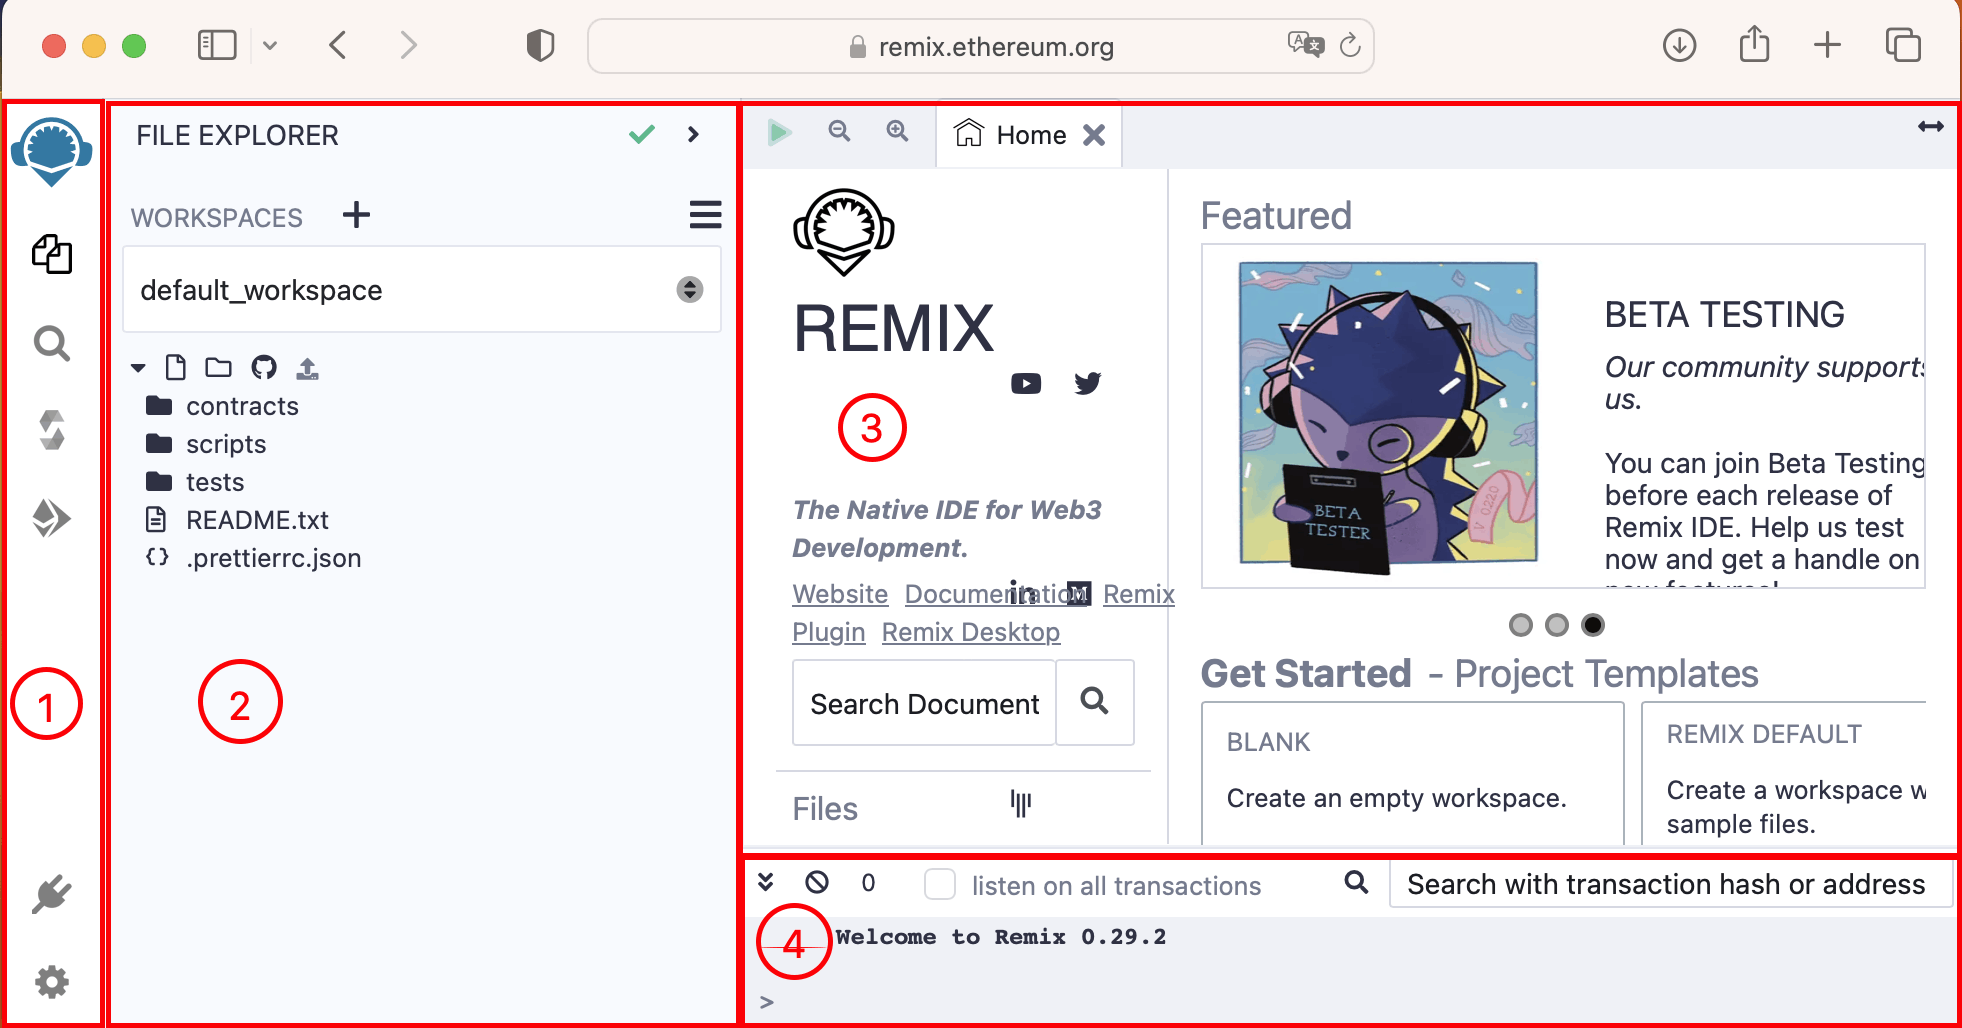 remix.ethereum.org
FILE EXPLORER
WORKSPACES
default_workspace
contracts
scripts
tests
README.txt
.prettierrc.json
1
2
Home
REMIX
3
The Native IDE for Web3
Development.
Website Documentation Remix
Plugin Remix Desktop
Search Document
Files
Featured
BETA TESTER
V 0220
BETA TESTING
Our community supports
us.
You can join Beta Testing
before each release of
Remix IDE. Help us test
now and get a handle on
new features!
Get Started - Project Templates
BLANK
Create an empty workspace.
REMIX DEFAULT
Create a workspace w
sample files.
0 listen on all transactions Search with transaction hash or address
4
Welcome to Remix 0.29.2
>